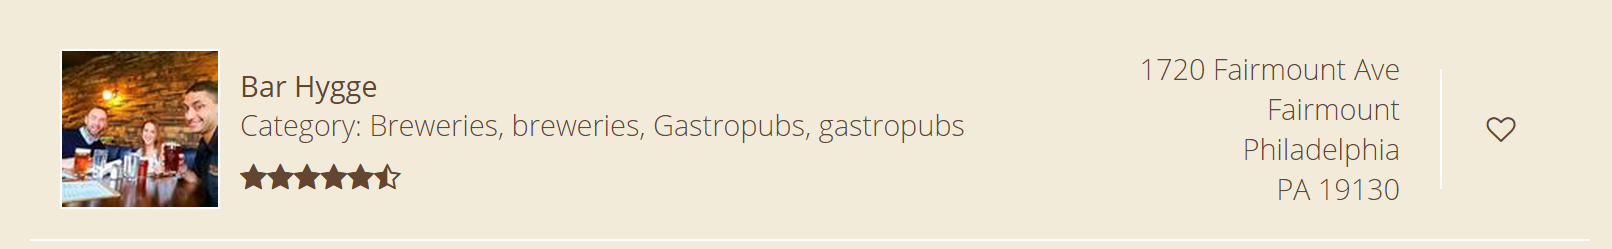 Bar Hygge
Category: Breweries, breweries, Gastropubs, gastropubs
1720 Fairmount Ave
Fairmount
Philadelphia
PA 19130